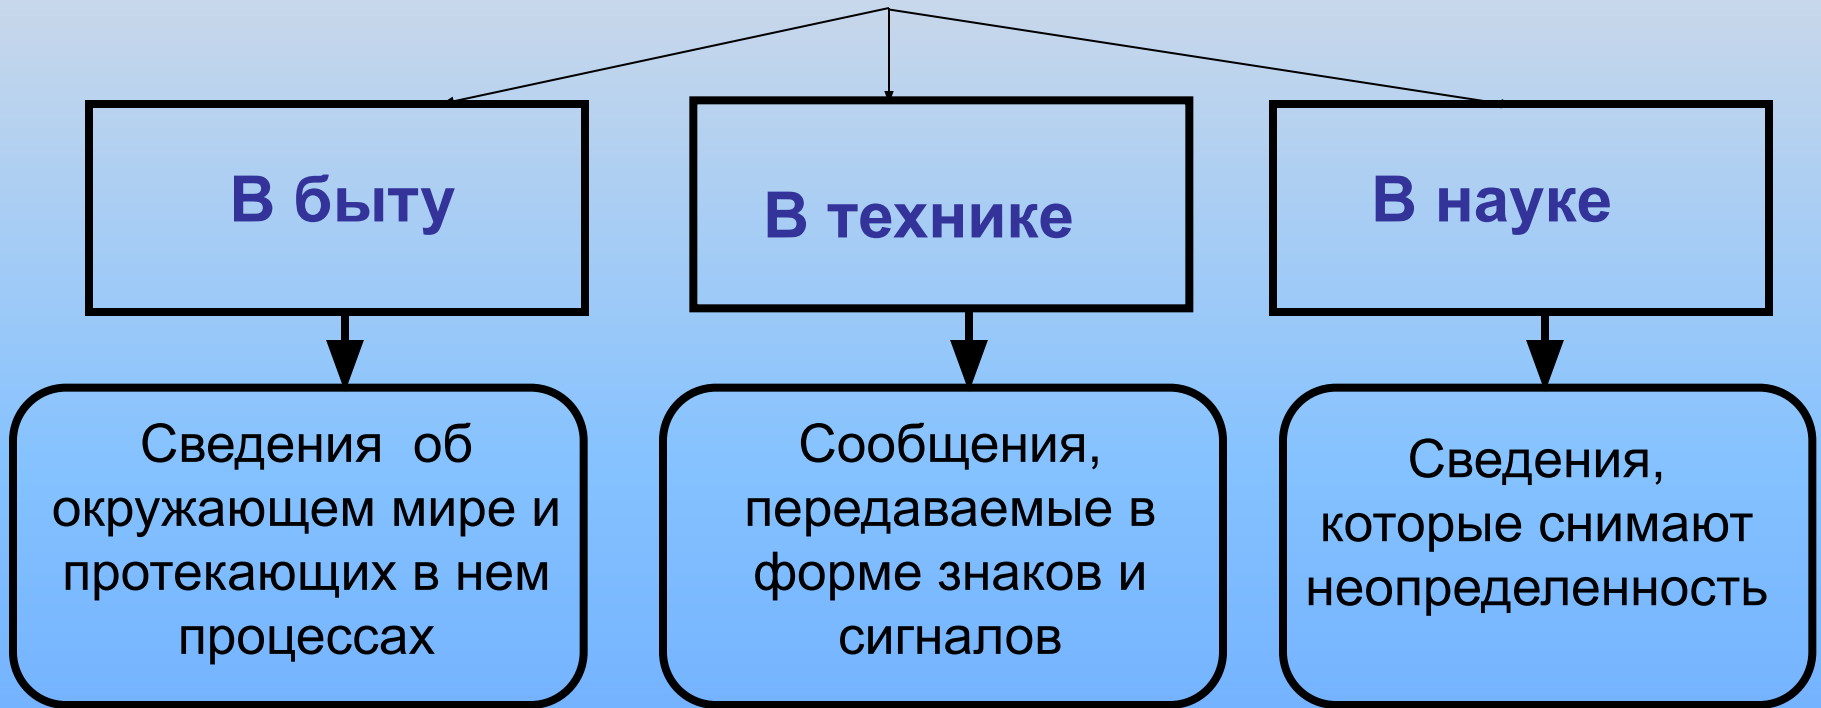 В быту
В технике
В науке
Сведения об
окружающем мире и
протекающих в нем
процессах
Сообщения,
передаваемые в
форме знаков и
сигналов
Сведения,
которые снимают
неопределенность